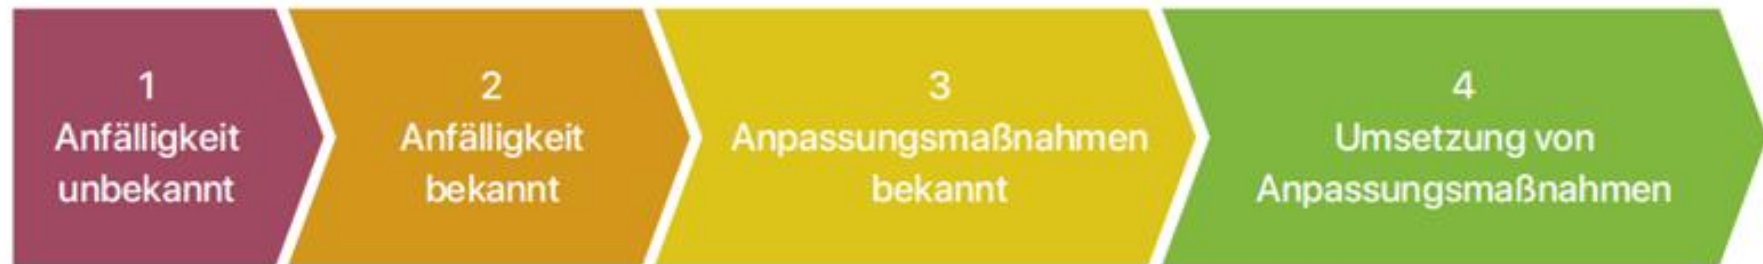 1
Anfälligkeit
unbekannt
2
Anfälligkeit
bekannt
3
Anpassungsmaßnahmen
bekannt
4
Umsetzung von
Anpassungsmaßnahmen